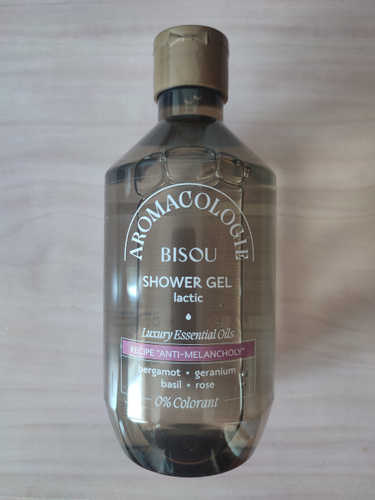 AROMACOLOGIE
BISOU
SHOWER GEL
lactic
Luxury Essential Oils
RECIPE "ANTI-MELANCHOLY"
bergamot • geranium
basil • rose
0% Colorant